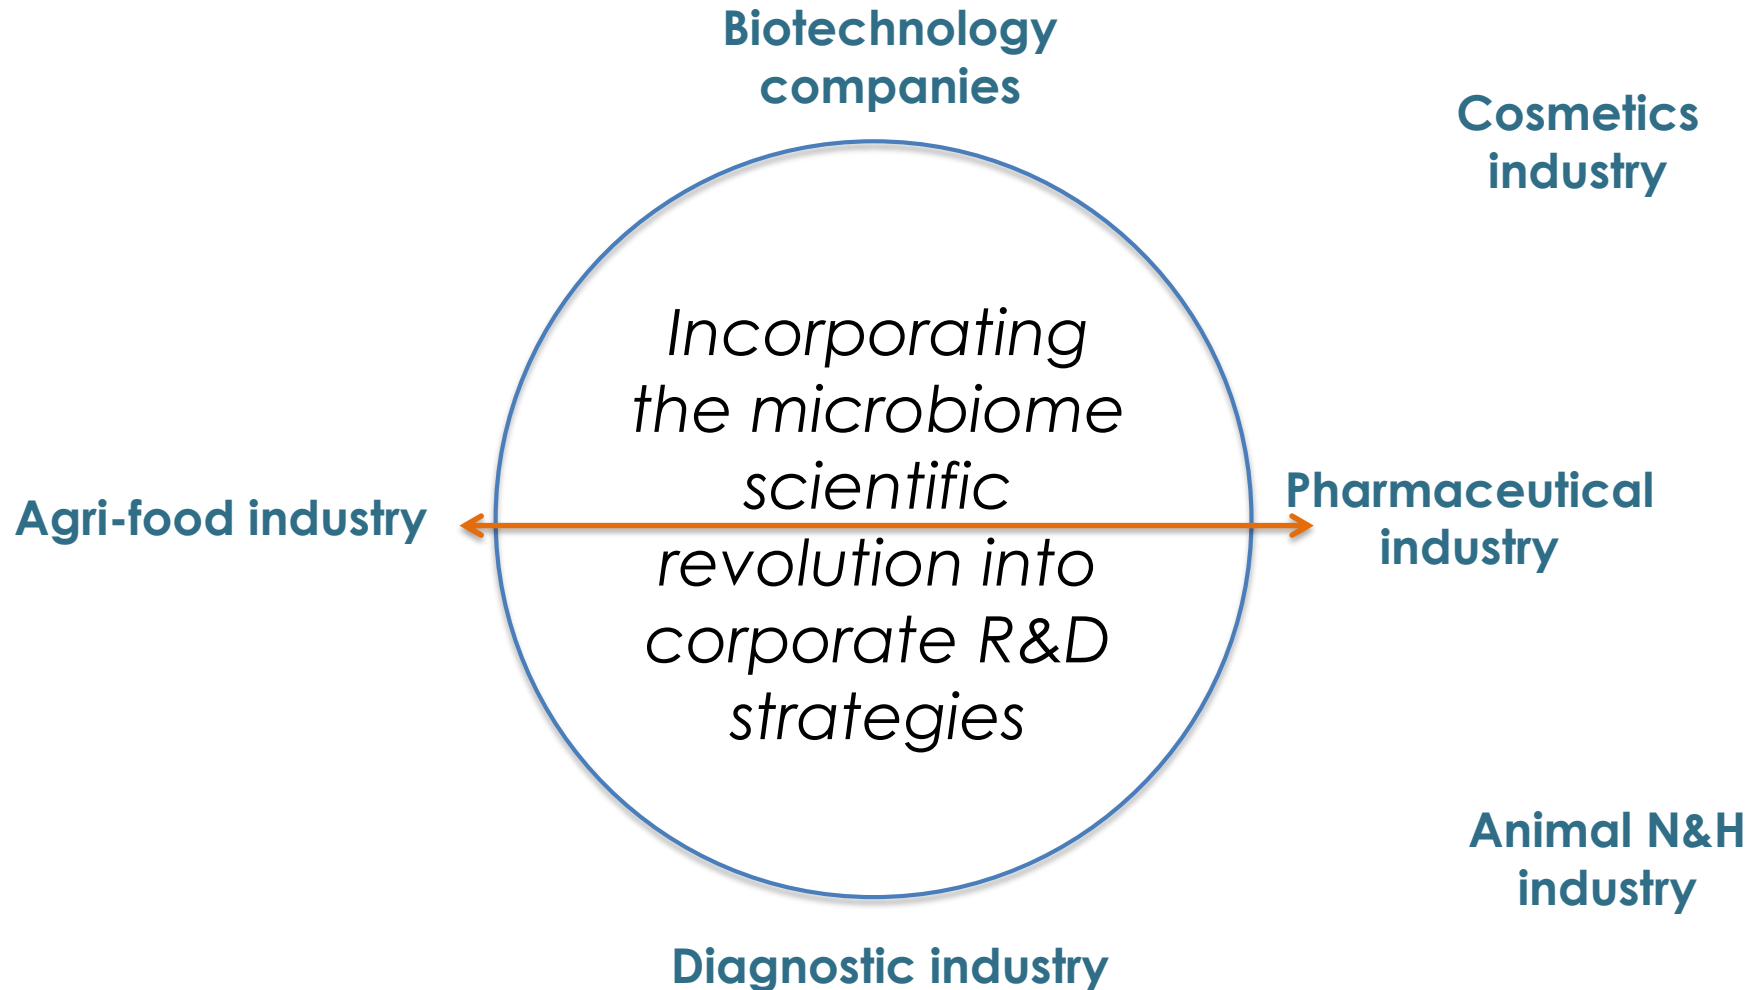 Biotechnology
companies
Cosmetics
industry
Incorporating
the microbiome
scientific
revolution into
corporate R&D
strategies
Agri-food industry
Pharmaceutical
industry
Animal N&H
industry
Diagnostic industry